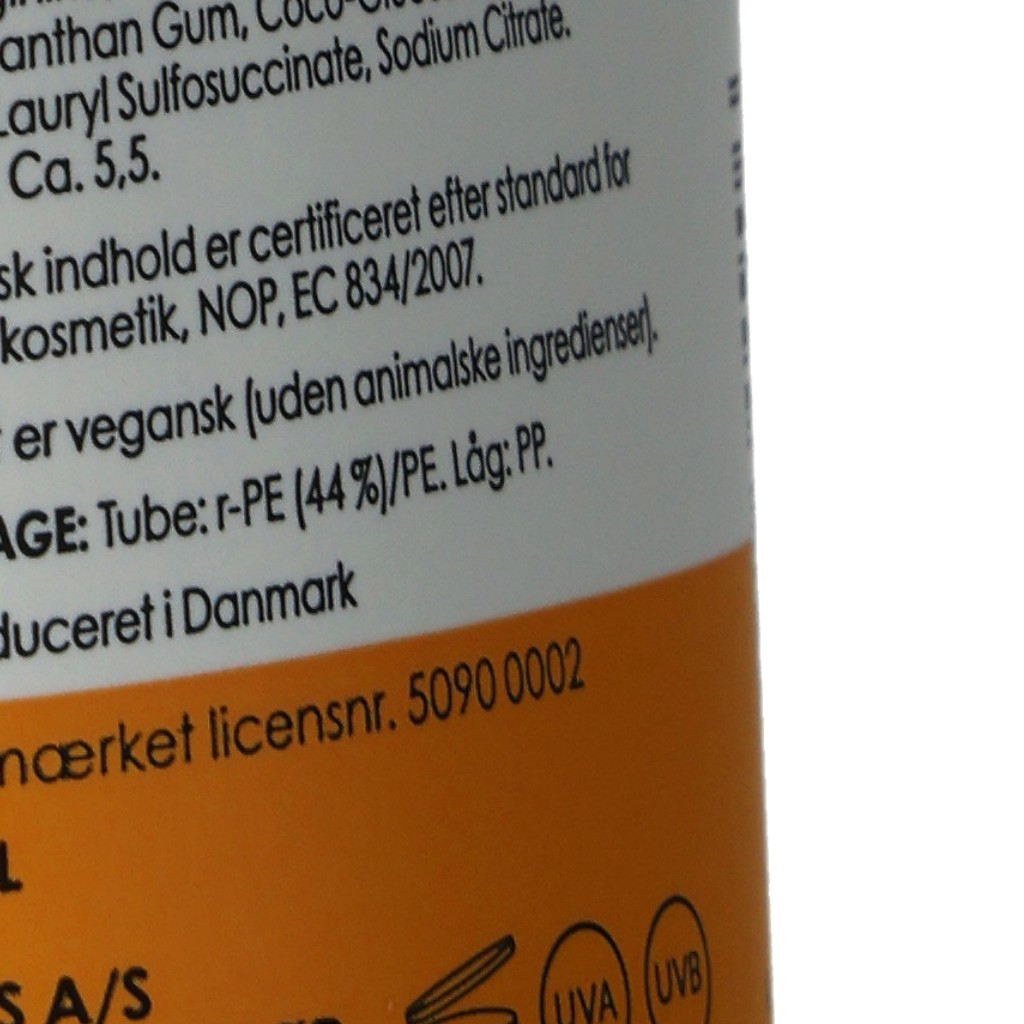 anthan Gum, Coco-
Lauryl Sulfosuccinate, Sodium Citrate.
Ca. 5,5.
sk indhold er certificeret efter standard for
kosmetik, NOP, EC 834/2007.
er vegansk (uden animalske ingredienser).
AGE: Tube: r-PE (44 %)/PE. Låg: PP.
duceret i Danmark
mærket licensnr. 5090 0002
L
S A/S
UVA
UVB